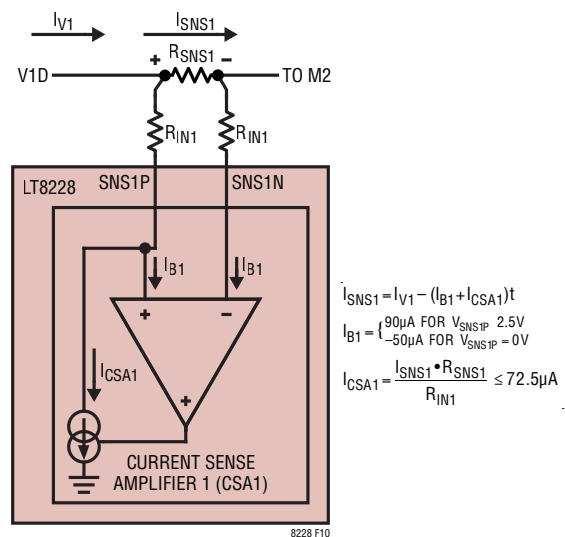 IV1
ISNS1
RSNS1
+ −
V1D
TO M2
RIN1
RIN1
LT8228
SNS1P
SNS1N
IB1
IB1
+
−
ICSA1
+
CURRENT SENSE
AMPLIFIER 1 (CSA1)
ISNS1 = IV1 − (IB1 + ICSA1)t
IB1 = {90µA FOR VSNS1P 2.5V
−50µA FOR VSNS1P = 0V
ICSA1 = ISNS1 • RSNS1 / RIN1 ≤ 72.5µA
8228 F10